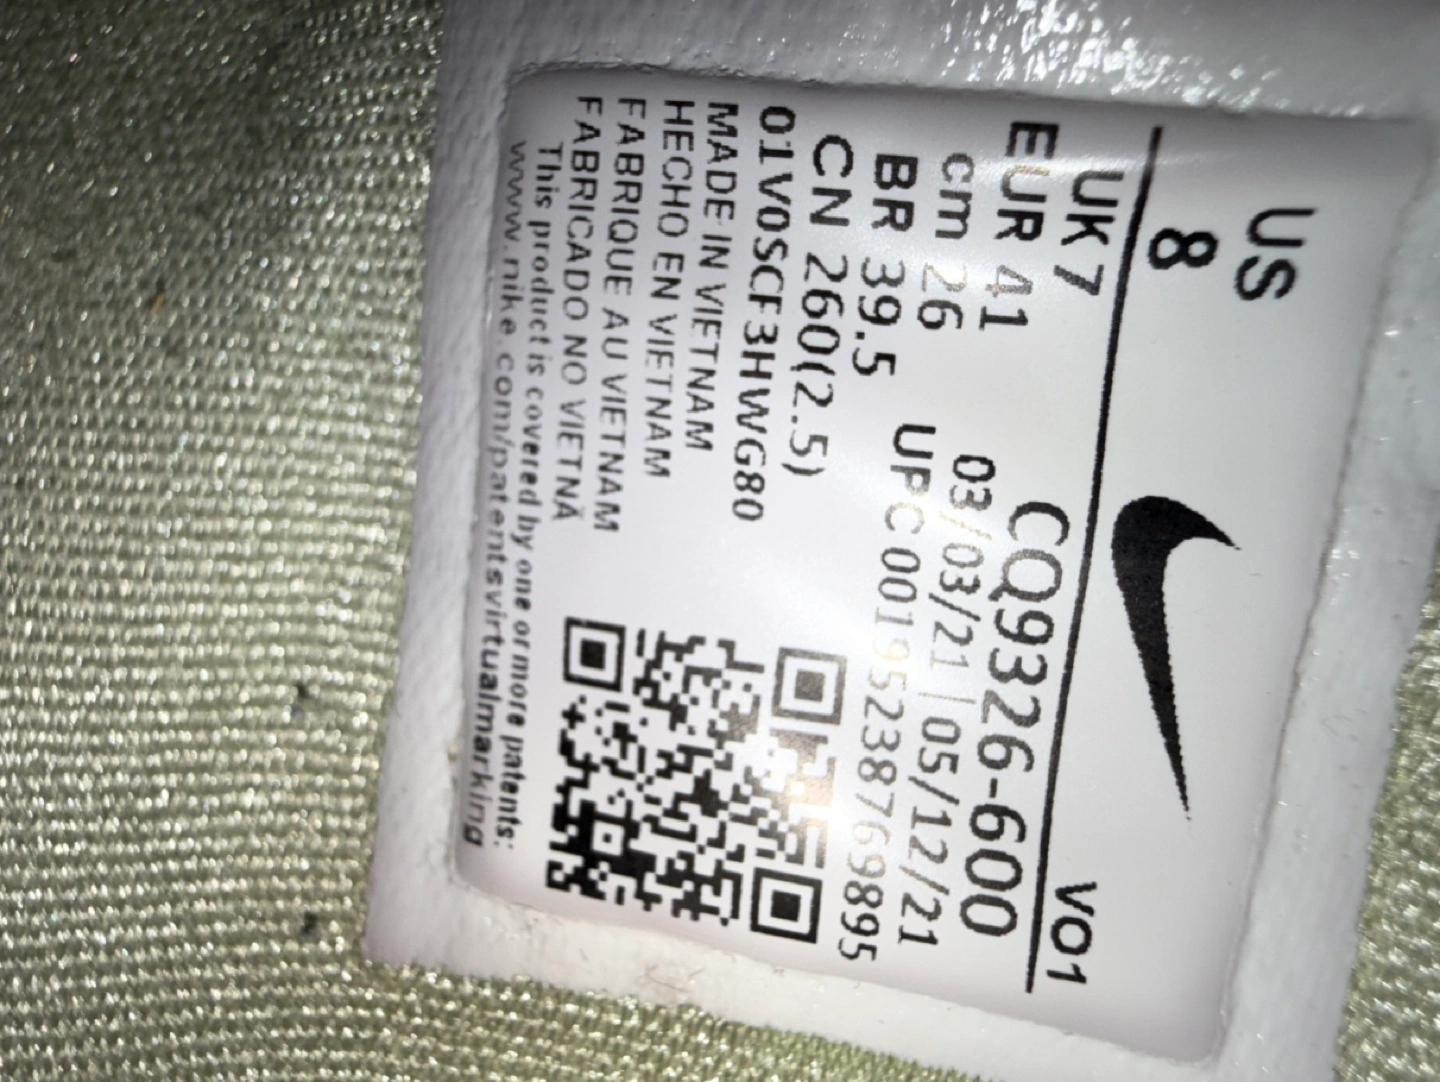 US
8
VO1
UK 7
EUR 41
cm 26
BR 39.5
CN 260(2.5)
CQ9326-600
03/03/21 | 05/12/21
UPC 00195238769895
01V0SCF3HWG80
MADE IN VIETNAM
HECHO EN VIETNAM
FABRIQUE AU VIETNAM
FABRICADO NO VIETNÃ
This product is covered by one or more patents:
www.nike.com/patentsvirtualmarking